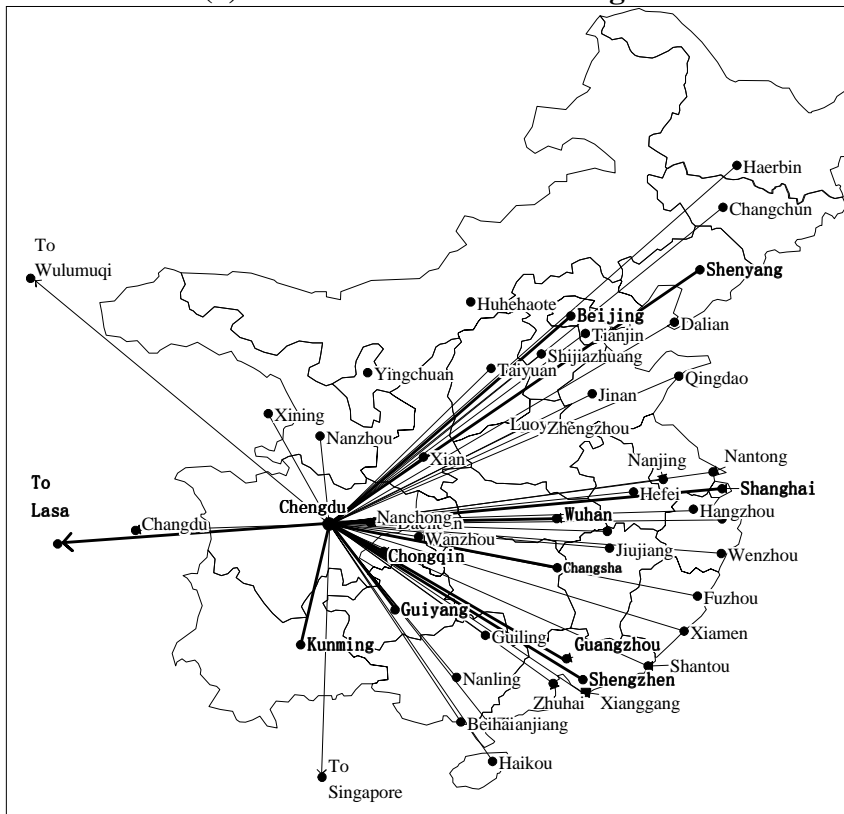 Haerbin
Changchun
To
Wulumuqi
Shenyang
Huhehaote
Beijing
Dalian
Tianjin
Shijiazhuang
Taiyuan
Yingchuan
Qingdao
Jinan
Xining
Luoy
Zhengzhou
Nanzhou
Xian
Nanjing
Nantong
To
Lasa
Shanghai
Hefei
Chengdu
Hangzhou
Nanchong
Wuhan
Changdu
Wanzhou
Jiujiang
Wenzhou
Chongqin
Changsha
Fuzhou
Guiyang
Xiamen
Guiling
Kunming
Guangzhou
Shantou
Nanling
Shengzhen
Zhuhai
Xianggang
Beihaianjiang
Haikou
To
Singapore